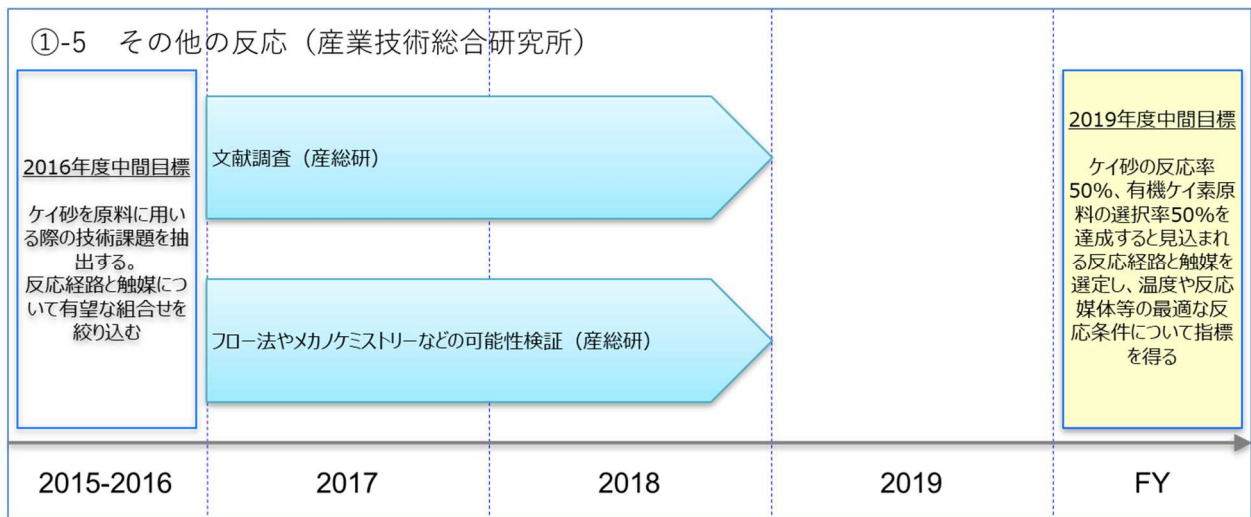 ①-5　その他の反応（産業技術総合研究所）
2016年度中間目標
ケイ砂を原料に用い
る際の技術課題を抽
出する。
反応経路と触媒につ
いて有望な組合せを
絞り込む
文献調査（産総研）
フロー法やメカノケミストリーなどの可能性検証（産総研）
2019年度中間目標
ケイ砂の反応率
50%、有機ケイ素原
料の選択率50%を
達成すると見込まれ
る反応経路と触媒を
選定し、温度や反応
媒体等の最適な反
応条件について指標
を得る
2015-2016
2017
2018
2019
FY